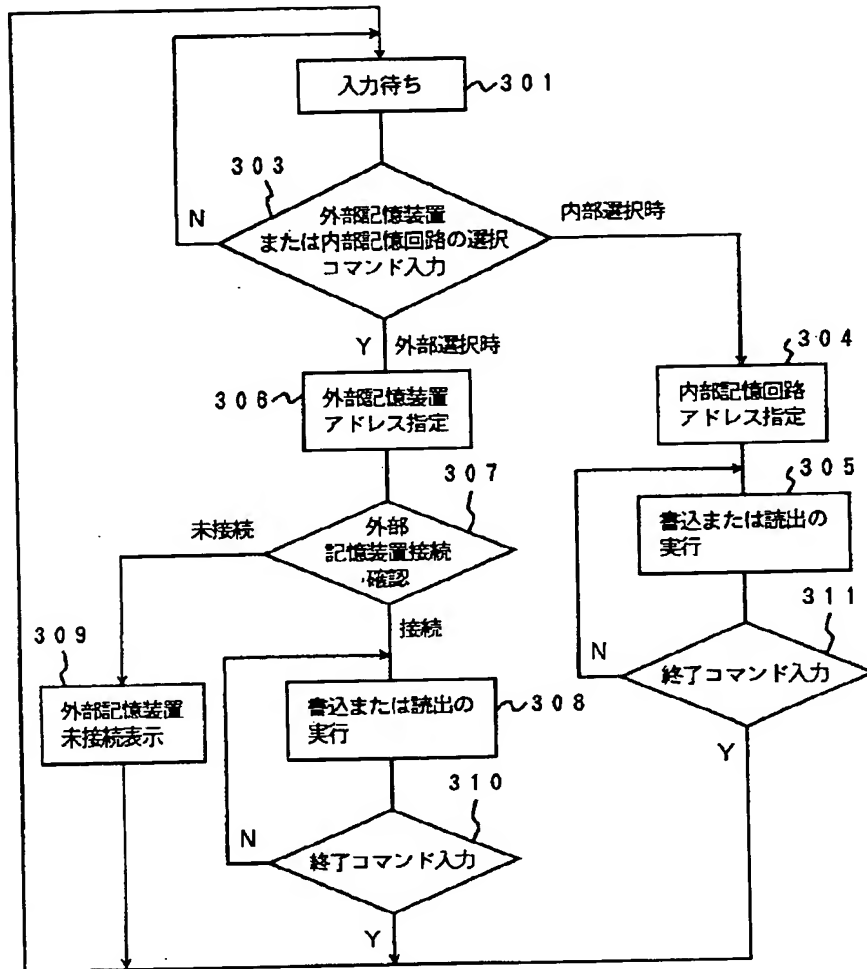 入力待ち
301
303
N
外部記憶装置
または内部記憶回路の選択
コマンド入力
内部選択時
Y
外部選択時
304
306
外部記憶装置
アドレス指定
内部記憶回路
アドレス指定
307
305
未接続
外部
記憶装置接続
確認
書込または読出の
実行
311
接続
309
N
終了コマンド入力
外部記憶装置
未接続表示
書込または読出の
実行
308
Y
310
N
終了コマンド入力
Y